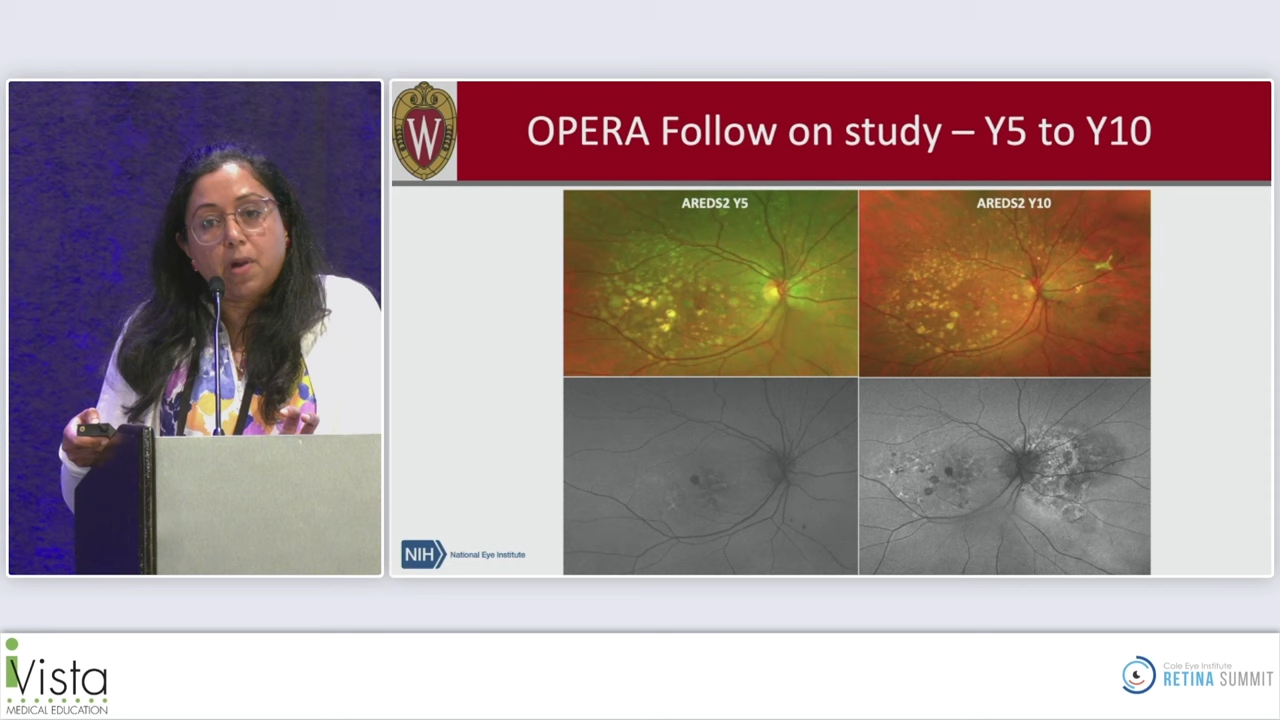 W
OPERA Follow on study – Y5 to Y10
AREDS2 Y5
AREDS2 Y10
NIH National Eye Institute
iVista
MEDICAL EDUCATION
Cole Eye Institute
RETINA SUMMIT